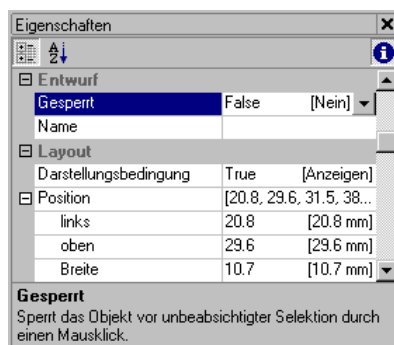 Eigenschaften
Entwurf
Gesperrt False [Nein]
Name
Layout
Darstellungsbedingung True [Anzeigen]
Position [20.8, 29.6, 31.5, 38...
links 20.8 [20.8 mm]
oben 29.6 [29.6 mm]
Breite 10.7 [10.7 mm]
Gesperrt
Sperrt das Objekt vor unbeabsichtigter Selektion durch
einen Mausklick.